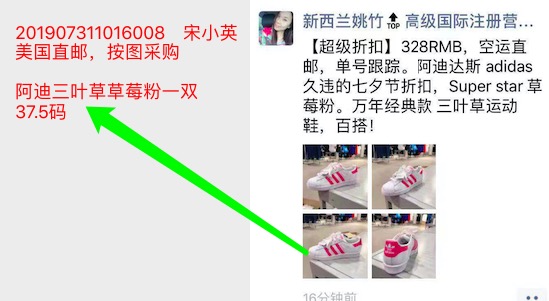 201907311016008 宋小英
美国直邮，按图采购
阿迪三叶草草莓粉一双
37.5码
新西兰姚竹🔝高级国际注册营...
【超级折扣】328RMB，空运直
邮，单号跟踪。阿迪达斯 adidas
久违的七夕节折扣，Super star 草
莓粉。万年经典款 三叶草运动
鞋，百搭！
16分钟前